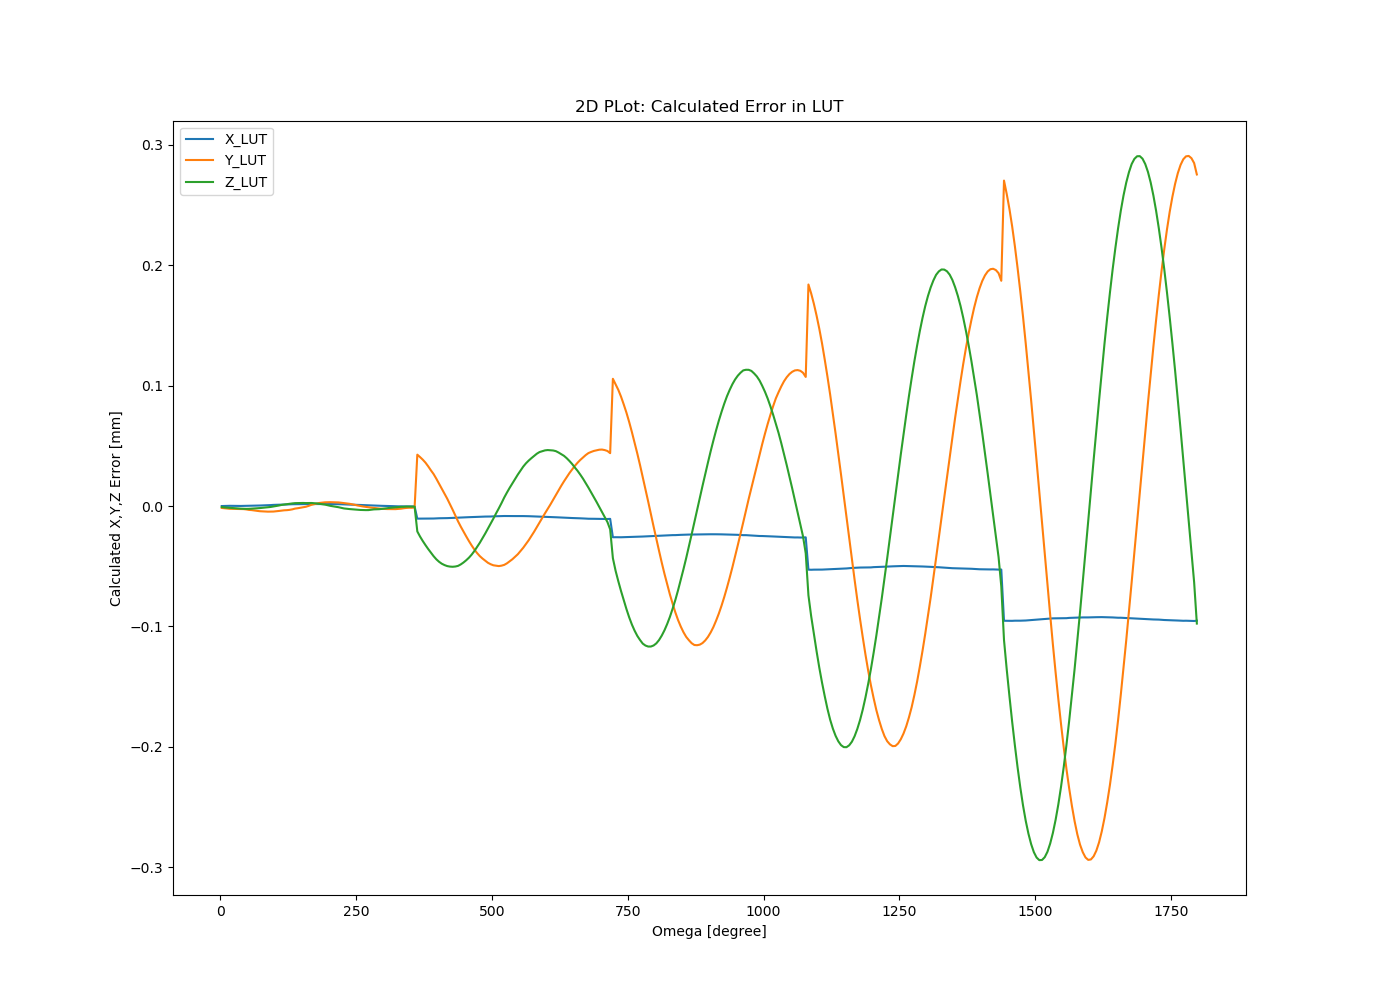 2D PLot: Calculated Error in LUT
X_LUT
Y_LUT
Z_LUT
0.3
0.2
0.1
0.0
−0.1
−0.2
−0.3
Calculated X,Y,Z Error [mm]
0 250 500 750 1000 1250 1500 1750
Omega [degree]